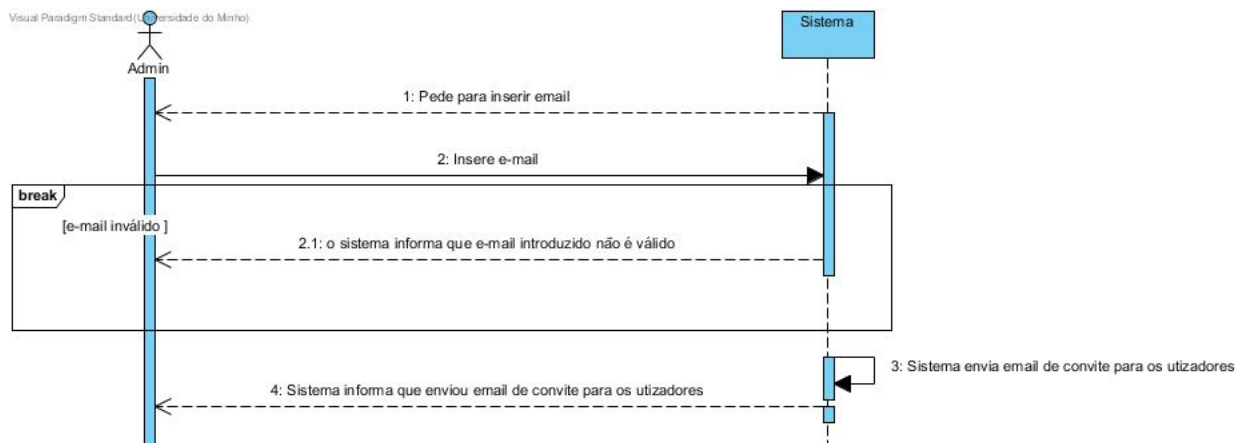 Visual Paradigm Standard(Universidade do Minho)
Sistema
Admin
1: Pede para inserir email
2: Insere e-mail
break
[e-mail inválido ]
2.1: o sistema informa que e-mail introduzido não é válido
3: Sistema envia email de convite para os utizadores
4: Sistema informa que enviou email de convite para os utizadores